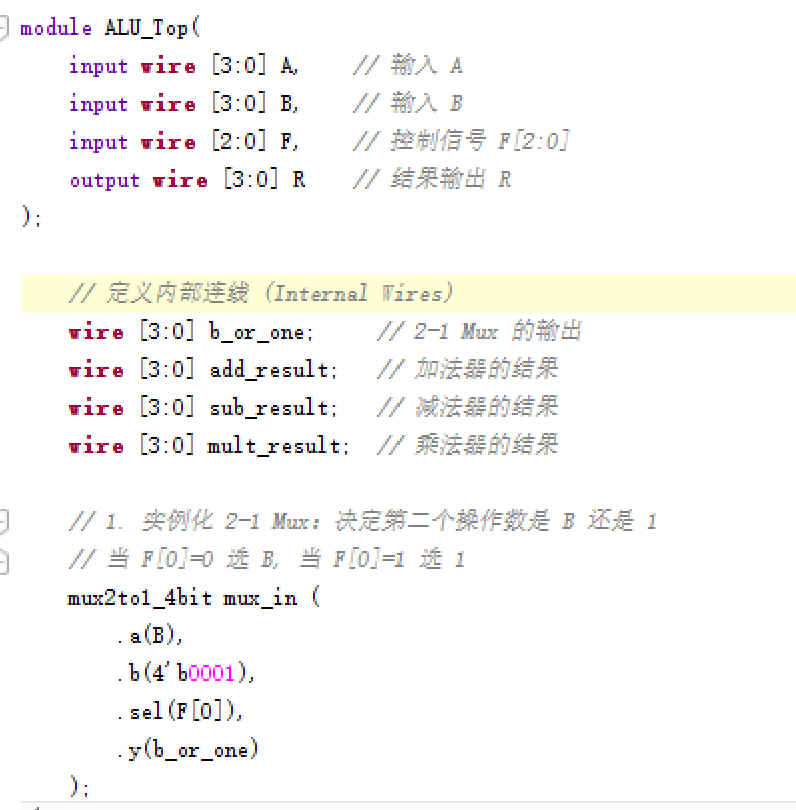 module ALU_Top(
    input wire [3:0] A,    // 输入 A
    input wire [3:0] B,    // 输入 B
    input wire [2:0] F,    // 控制信号 F[2:0]
    output wire [3:0] R    // 结果输出 R
);
    // 定义内部连线 (Internal Wires)
    wire [3:0] b_or_one;     // 2-1 Mux 的输出
    wire [3:0] add_result;   // 加法器的结果
    wire [3:0] sub_result;   // 减法器的结果
    wire [3:0] mult_result;  // 乘法器的结果
    // 1. 实例化 2-1 Mux: 决定第二个操作数是 B 还是 1
    // 当 F[0]=0 选 B, 当 F[0]=1 选 1
    mux2to1_4bit mux_in (
        .a(B),
        .b(4'b0001),
        .sel(F[0]),
        .y(b_or_one)
    );